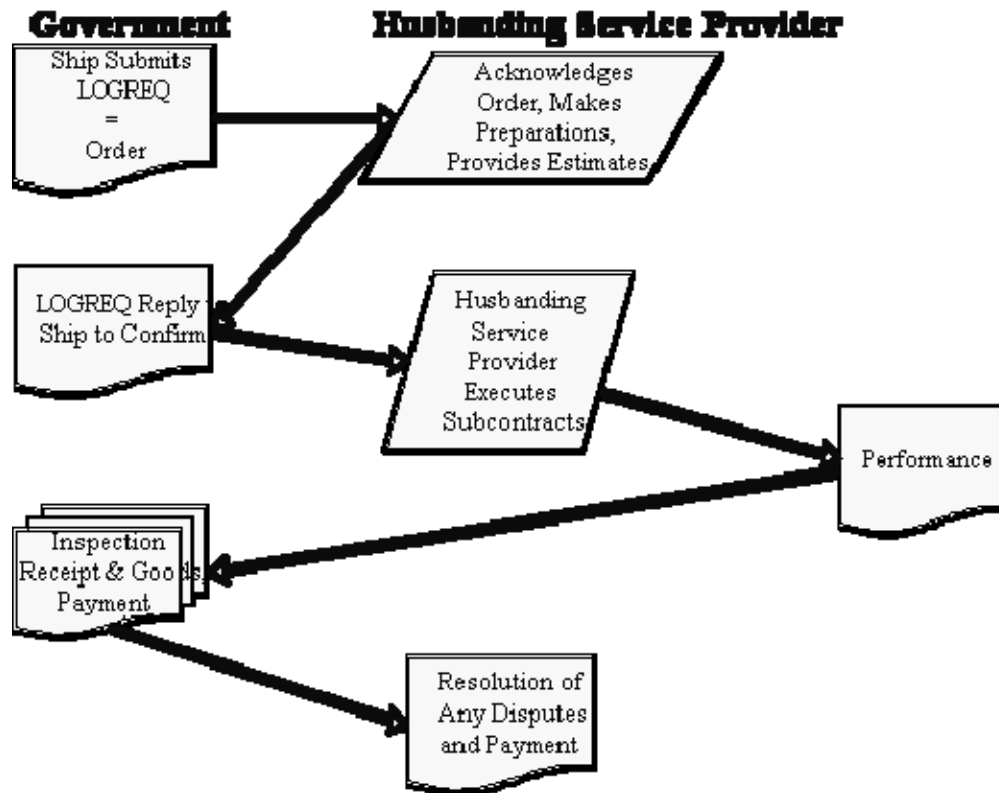 Government
Husbanding Service Provider
Ship Submits
LOGREQ
=
Order
Acknowledges
Order, Makes
Preparations,
Provides Estimates
LOGREQ Reply
Ship to Confirm
Husbanding
Service
Provider
Executes
Subcontracts
Performance
Inspection
Receipt & Goods,
Payment
Resolution of
Any Disputes
and Payment